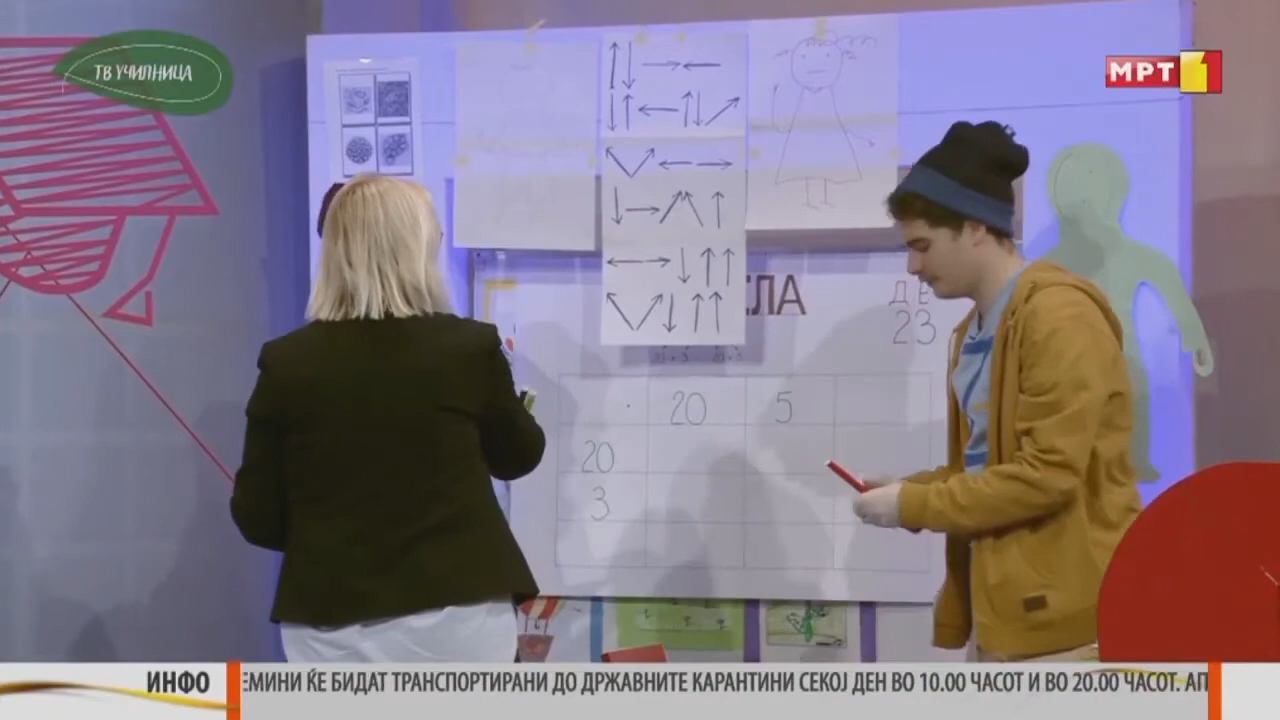 ТВ УЧИЛНИЦА
МРТ 1
ЛА
Д Е
23
· 20 5
20
3
ИНФО
ЕМИНИ ЌЕ БИДАТ ТРАНСПОРТИРАНИ ДО ДРЖАВНИТЕ КАРАНТИНИ СЕКОЈ ДЕН ВО 10.00 ЧАСОТ И ВО 20.00 ЧАСОТ. АП